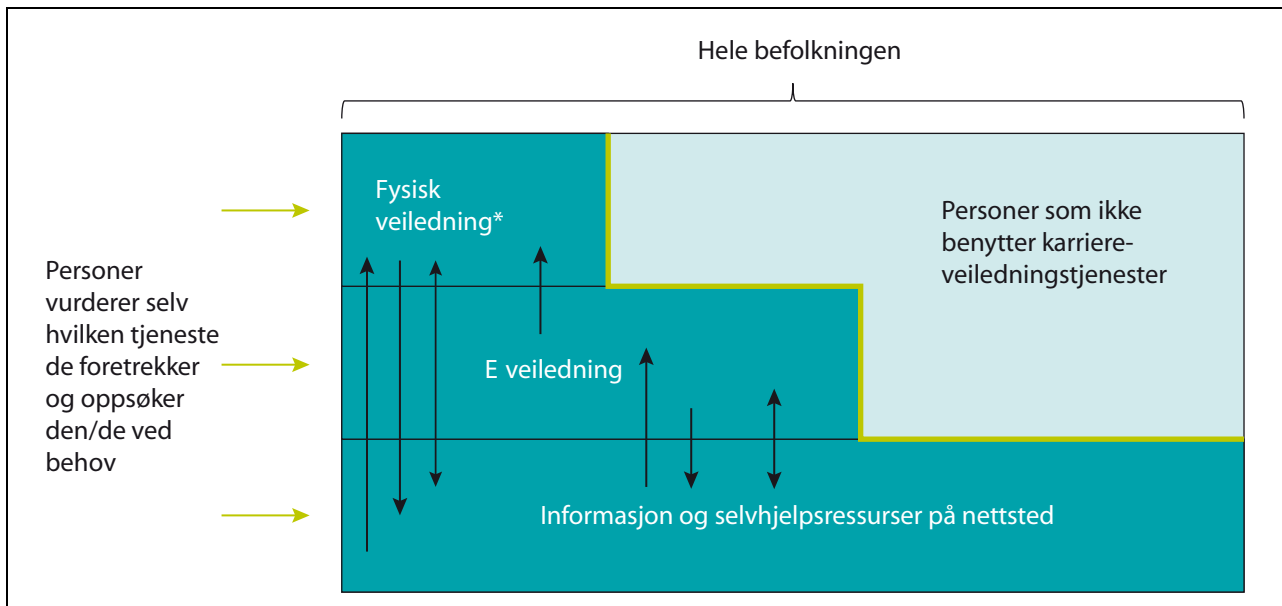 Hele befolkningen
Fysisk
veiledning*
Personer som ikke
benytter karriere-
veiledningstjenester
Personer
vurderer selv
hvilken tjeneste
de foretrekker
og oppsøker
den/de ved
behov
E veiledning
Informasjon og selvhjelpsressurser på nettsted